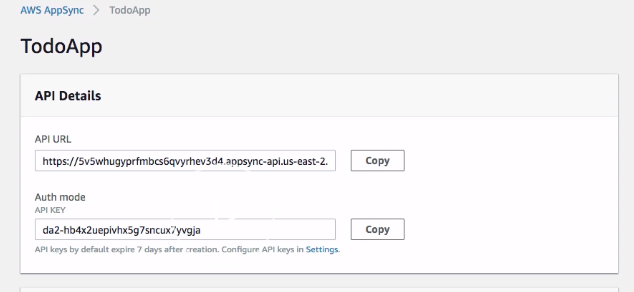 AWS AppSync > TodoApp
TodoApp
API Details
API URL
https://5v5whugyprfmbcs6qvyrhev3d4.appsync-api.us-east-2.
Copy
Auth mode
API KEY
da2-hb4x2uepivhx5g7sncux7yvgja
Copy
API keys by default expire 7 days after creation. Configure API keys in Settings.